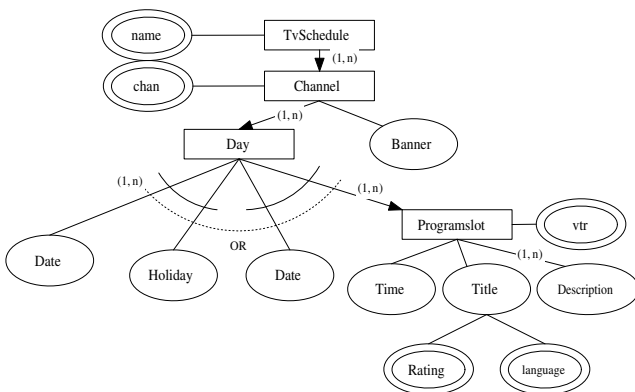 name
TvSchedule
(1, n)
chan
Channel
(1, n)
Day
Banner
(1, n)
(1, n)
Programslot
vtr
OR
Date
Holiday
Date
(1, n)
Time
Title
Description
Rating
language